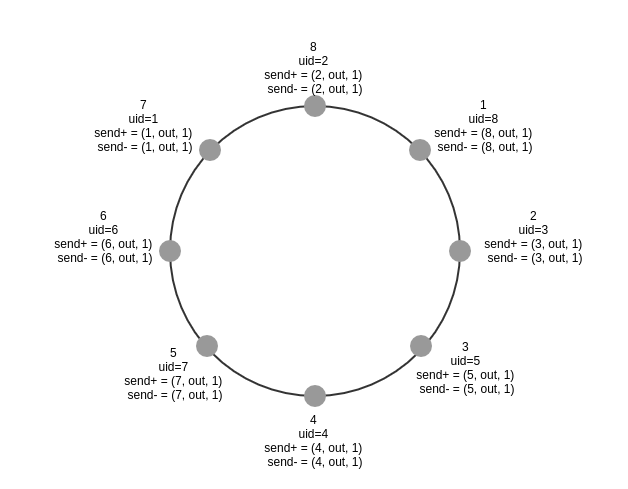 8
uid=2
send+ = (2, out, 1)
send- = (2, out, 1)
7
uid=1
send+ = (1, out, 1)
send- = (1, out, 1)
1
uid=8
send+ = (8, out, 1)
send- = (8, out, 1)
6
uid=6
send+ = (6, out, 1)
send- = (6, out, 1)
2
uid=3
send+ = (3, out, 1)
send- = (3, out, 1)
5
uid=7
send+ = (7, out, 1)
send- = (7, out, 1)
3
uid=5
send+ = (5, out, 1)
send- = (5, out, 1)
4
uid=4
send+ = (4, out, 1)
send- = (4, out, 1)